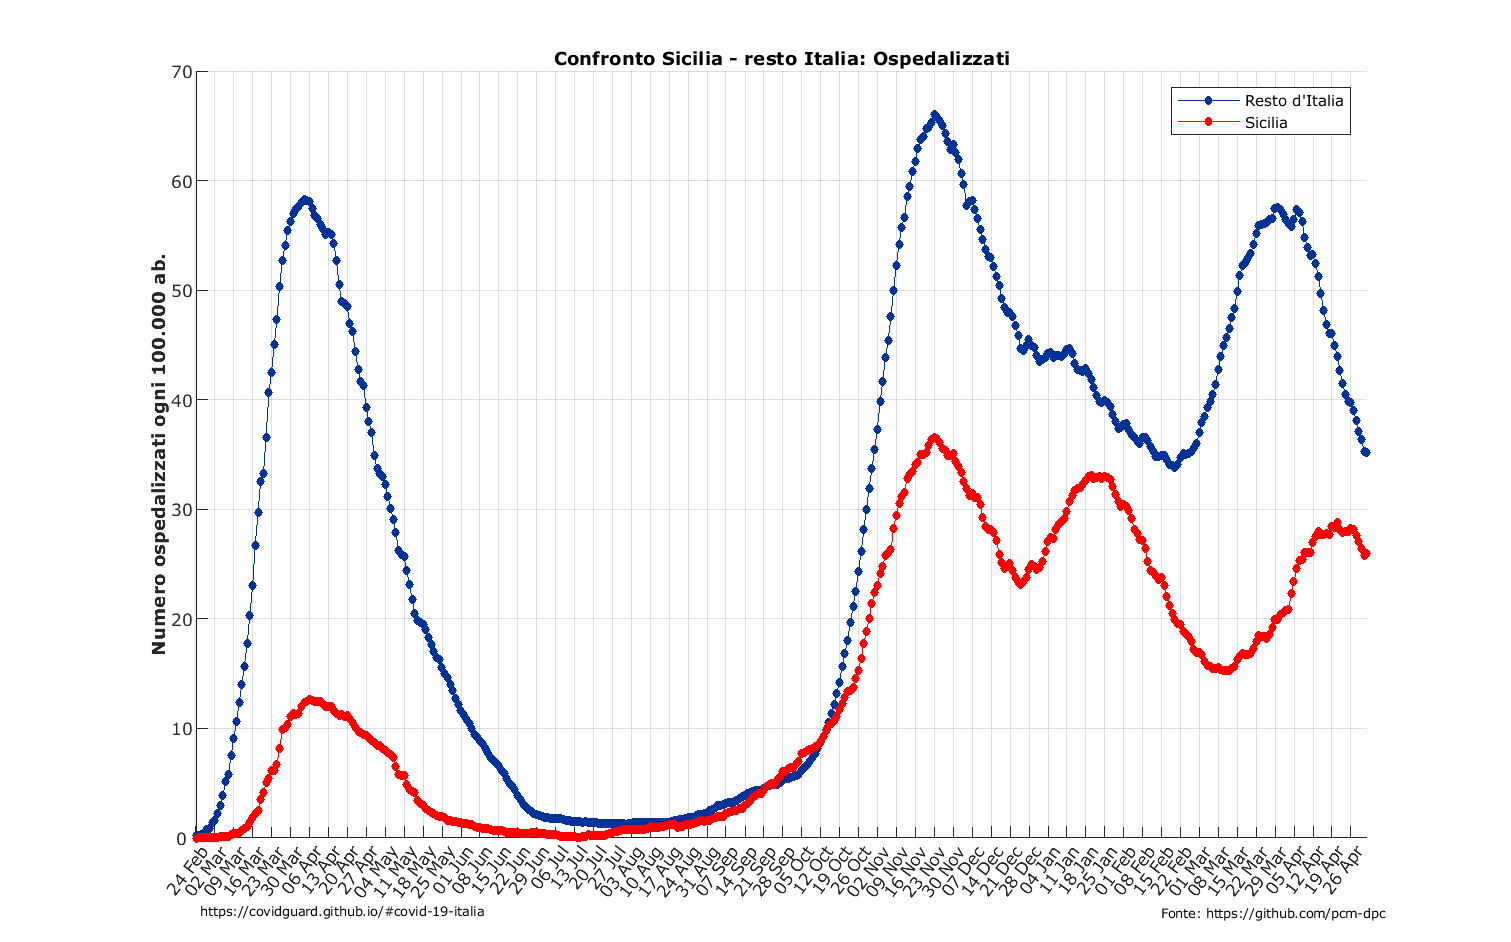 Confronto Sicilia - resto Italia: Ospedalizzati
Numero ospedalizzati ogni 100.000 ab.
70
60
50
40
30
20
10
0
Resto d'Italia
Sicilia
24 Feb
02 Mar
09 Mar
16 Mar
23 Mar
30 Mar
06 Apr
13 Apr
20 Apr
27 Apr
04 May
11 May
18 May
25 May
01 Jun
08 Jun
15 Jun
22 Jun
29 Jun
06 Jul
13 Jul
20 Jul
27 Jul
03 Aug
10 Aug
17 Aug
24 Aug
31 Aug
07 Sep
14 Sep
21 Sep
28 Sep
05 Oct
12 Oct
19 Oct
26 Oct
02 Nov
09 Nov
16 Nov
23 Nov
30 Nov
07 Dec
14 Dec
21 Dec
28 Dec
04 Jan
11 Jan
18 Jan
25 Jan
01 Feb
08 Feb
15 Feb
22 Feb
01 Mar
08 Mar
15 Mar
22 Mar
29 Mar
05 Apr
12 Apr
19 Apr
26 Apr
https://covidguard.github.io/#covid-19-italia
Fonte: https://github.com/pcm-dpc